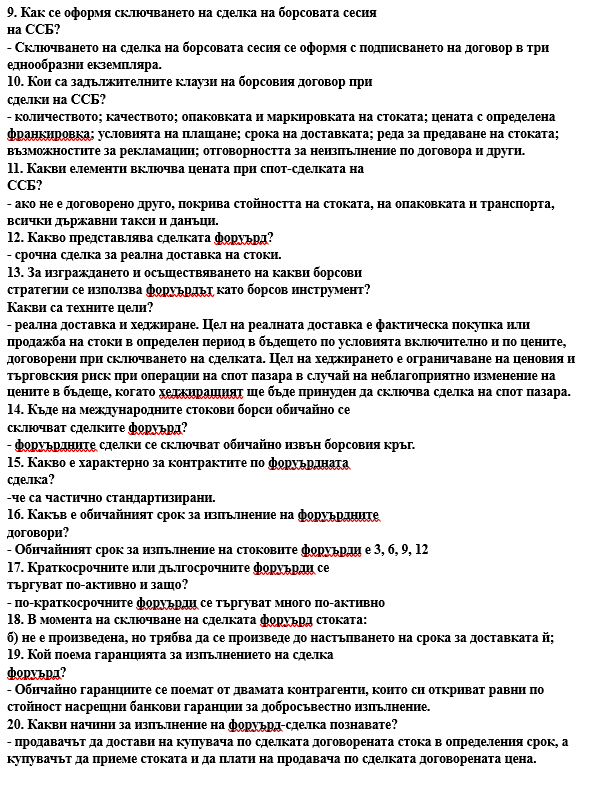 9. Как се оформя сключването на сделка на борсовата сесия
на ССБ?
- Сключването на сделка на борсовата сесия се оформя с подписването на договор в три
еднообразни екземпляра.
10. Кои са задължителните клаузи на борсовия договор при
сделки на ССБ?
- количеството; качеството; опаковката и маркировката на стоката; цената с определена
франкировка; условията на плащане; срока на доставката; реда за предаване на стоката;
възможностите за рекламации; отговорността за неизпълнение по договора и други.
11. Какви елементи включва цената при спот-сделката на
ССБ?
- ако не е договорено друго, покрива стойността на стоката, на опаковката и транспорта,
всички държавни такси и данъци.
12. Какво представлява сделката форуърд?
- срочна сделка за реална доставка на стоки.
13. За изграждането и осъществяването на какви борсови
стратегии се използва форуърдът като борсов инструмент?
Какви са техните цели?
- реална доставка и хеджиране. Цел на реалната доставка е фактическа покупка или
продажба на стоки в определен период в бъдещето по условията включително и по цените,
договорени при сключването на сделката. Цел на хеджирането е ограничаване на ценовия и
търговския риск при операции на спот пазара в случай на неблагоприятно изменение на
цените в бъдеще, когато хеджиращият ще бъде принуден да сключва сделка на спот пазара.
14. Къде на международните стокови борси обичайно се
сключват сделките форуърд?
- форуърдните сделки се сключват обичайно извън борсовия кръг.
15. Какво е характерно за контрактите по форуърдната
сделка?
-че са частично стандартизирани.
16. Какъв е обичайният срок за изпълнение на форуърдните
договори?
- Обичайният срок за изпълнение на стоковите форуърди е 3, 6, 9, 12
17. Краткосрочните или дългосрочните форуърди се
търгуват по-активно и защо?
- по-краткосрочните форуърди се търгуват много по-активно
18. В момента на сключване на сделката форуърд стоката:
б) не е произведена, но трябва да се произведе до настъпването на срока за доставката й;
19. Кой поема гаранцията за изпълнението на сделка
форуърд?
- Обичайно гаранциите се поемат от двамата контрагенти, които си откриват равни по
стойност насрещни банкови гаранции за добросъвестно изпълнение.
20. Какви начини за изпълнение на форуърд-сделка познавате?
- продавачът да достави на купувача по сделката договорената стока в определения срок, а
купувачът да приеме стоката и да плати на продавача по сделката договорената цена.